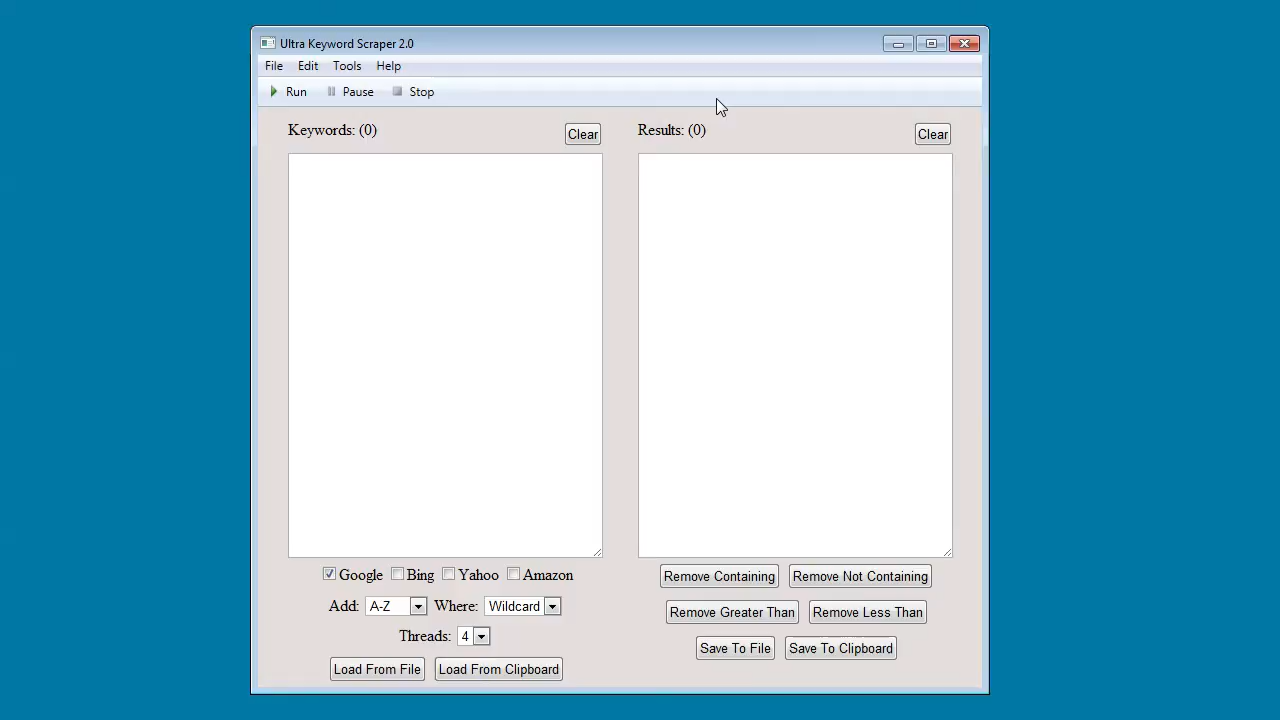 Ultra Keyword Scraper 2.0
File Edit Tools Help
Run Pause Stop
Keywords: (0) Clear Results: (0) Clear
Google Bing Yahoo Amazon
Remove Containing Remove Not Containing
Add: A-Z Where: Wildcard
Remove Greater Than Remove Less Than
Threads: 4
Save To File Save To Clipboard
Load From File Load From Clipboard